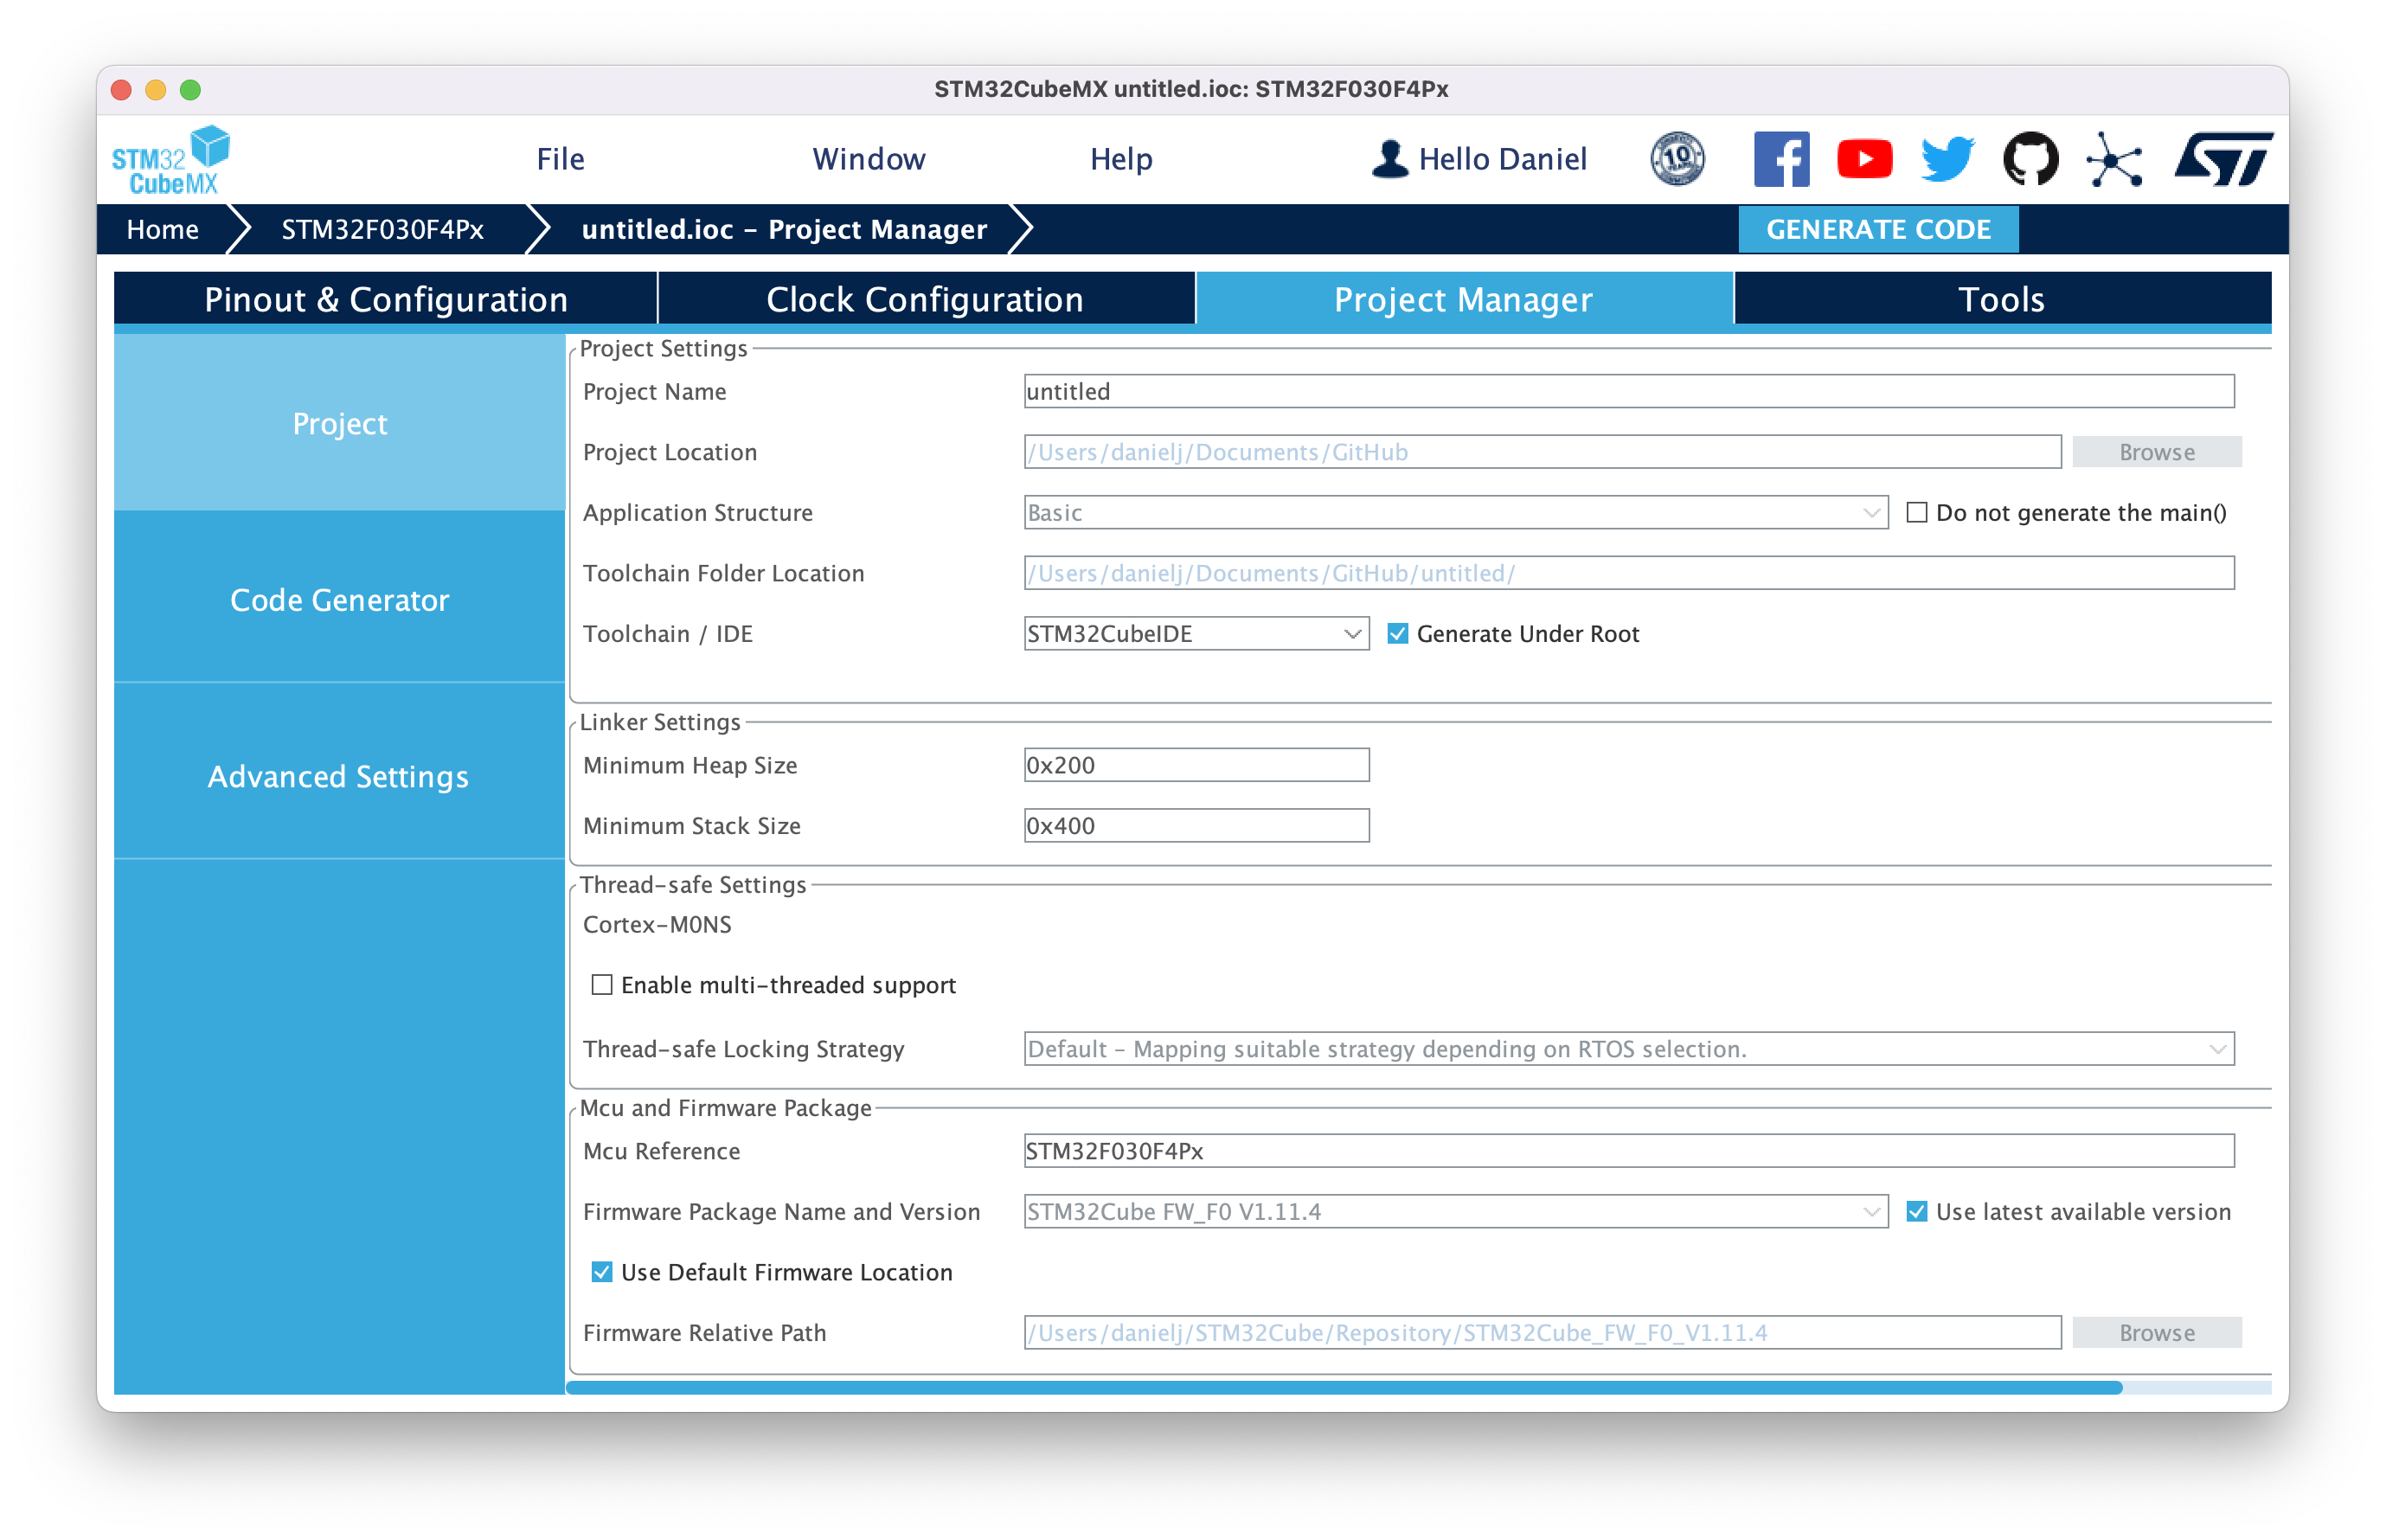 STM32CubeMX untitled.ioc: STM32F030F4Px
STM32
CubeMX
File
Window
Help
Hello Daniel
10
Home
STM32F030F4Px
untitled.ioc – Project Manager
GENERATE CODE
Pinout & Configuration
Clock Configuration
Project Manager
Tools
Project
Code Generator
Advanced Settings
Project Settings
Project Name
untitled
Project Location
/Users/danielj/Documents/GitHub
Browse
Application Structure
Basic
Do not generate the main()
Toolchain Folder Location
/Users/danielj/Documents/GitHub/untitled/
Toolchain / IDE
STM32CubeIDE
Generate Under Root
Linker Settings
Minimum Heap Size
0x200
Minimum Stack Size
0x400
Thread–safe Settings
Cortex–M0NS
Enable multi–threaded support
Thread–safe Locking Strategy
Default – Mapping suitable strategy depending on RTOS selection.
Mcu and Firmware Package
Mcu Reference
STM32F030F4Px
Firmware Package Name and Version
STM32Cube FW_F0 V1.11.4
Use latest available version
Use Default Firmware Location
Firmware Relative Path
/Users/danielj/STM32Cube/Repository/STM32Cube_FW_F0_V1.11.4
Browse